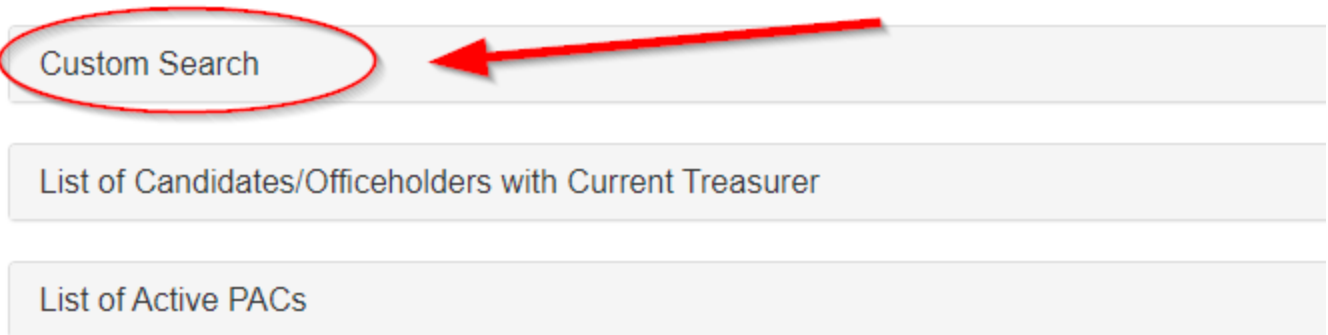 Custom Search
List of Candidates/Officeholders with Current Treasurer
List of Active PACs